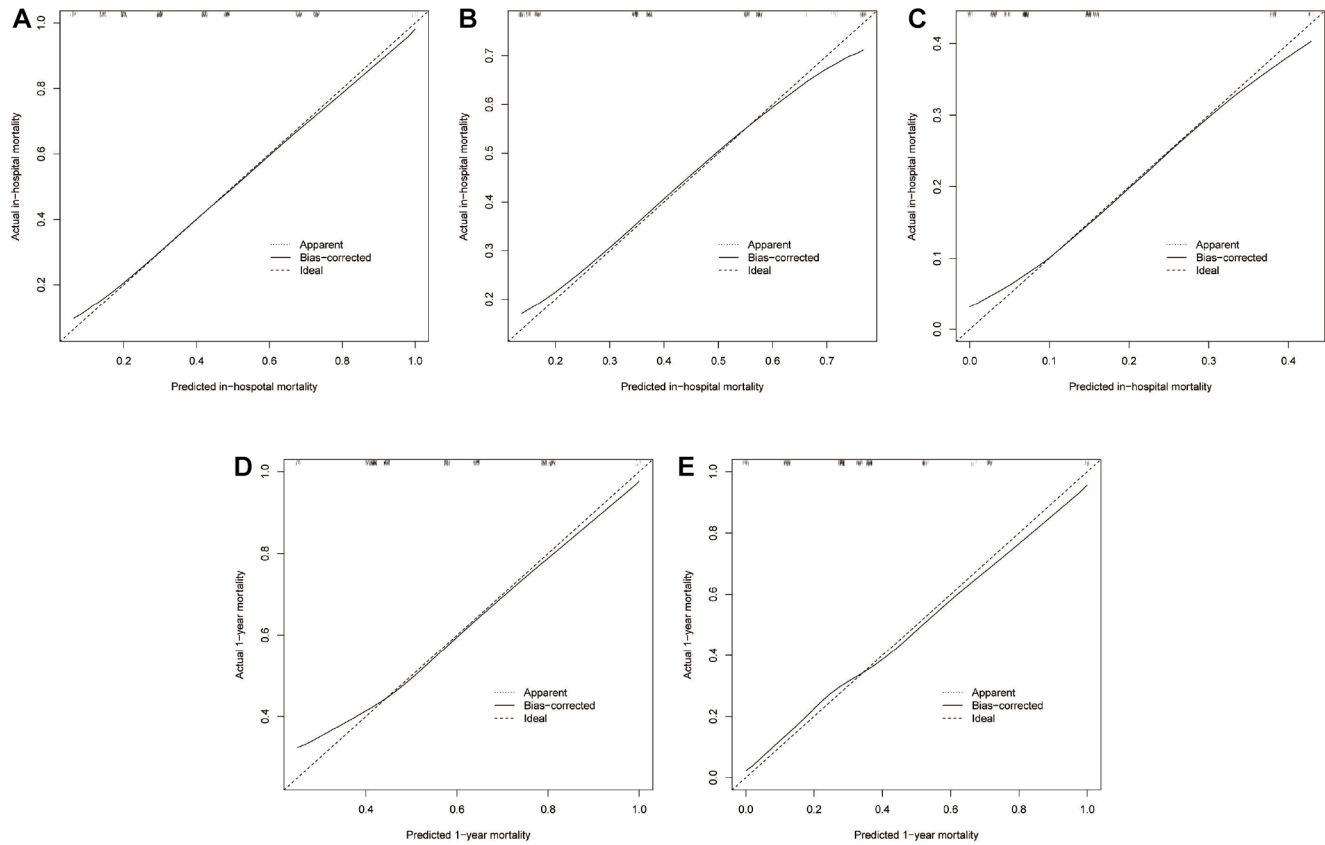 A
1.0
0.8
0.6
0.4
0.2
Actual in-hospital mortality
Apparent
Bias-corrected
Ideal
0.2 0.4 0.6 0.8 1.0
Predicted in-hospotal mortality
B
0.7
0.6
0.5
0.4
0.3
0.2
Actual in-hospital mortality
Apparent
Bias-corrected
Ideal
0.2 0.3 0.4 0.5 0.6 0.7
Predicted in-hospital mortality
C
0.4
0.3
0.2
0.1
0.0
Actual in-hospital mortality
Apparent
Bias-corrected
Ideal
0.0 0.1 0.2 0.3 0.4
Predicted in-hospital mortality
D
1.0
0.8
0.6
0.4
Actual 1-year mortality
Apparent
Bias-corrected
Ideal
0.4 0.6 0.8 1.0
Predicted 1-year mortality
E
1.0
0.8
0.6
0.4
0.2
0.0
Actual 1-year mortality
Apparent
Bias-corrected
Ideal
0.0 0.2 0.4 0.6 0.8 1.0
Predicted 1-year mortality